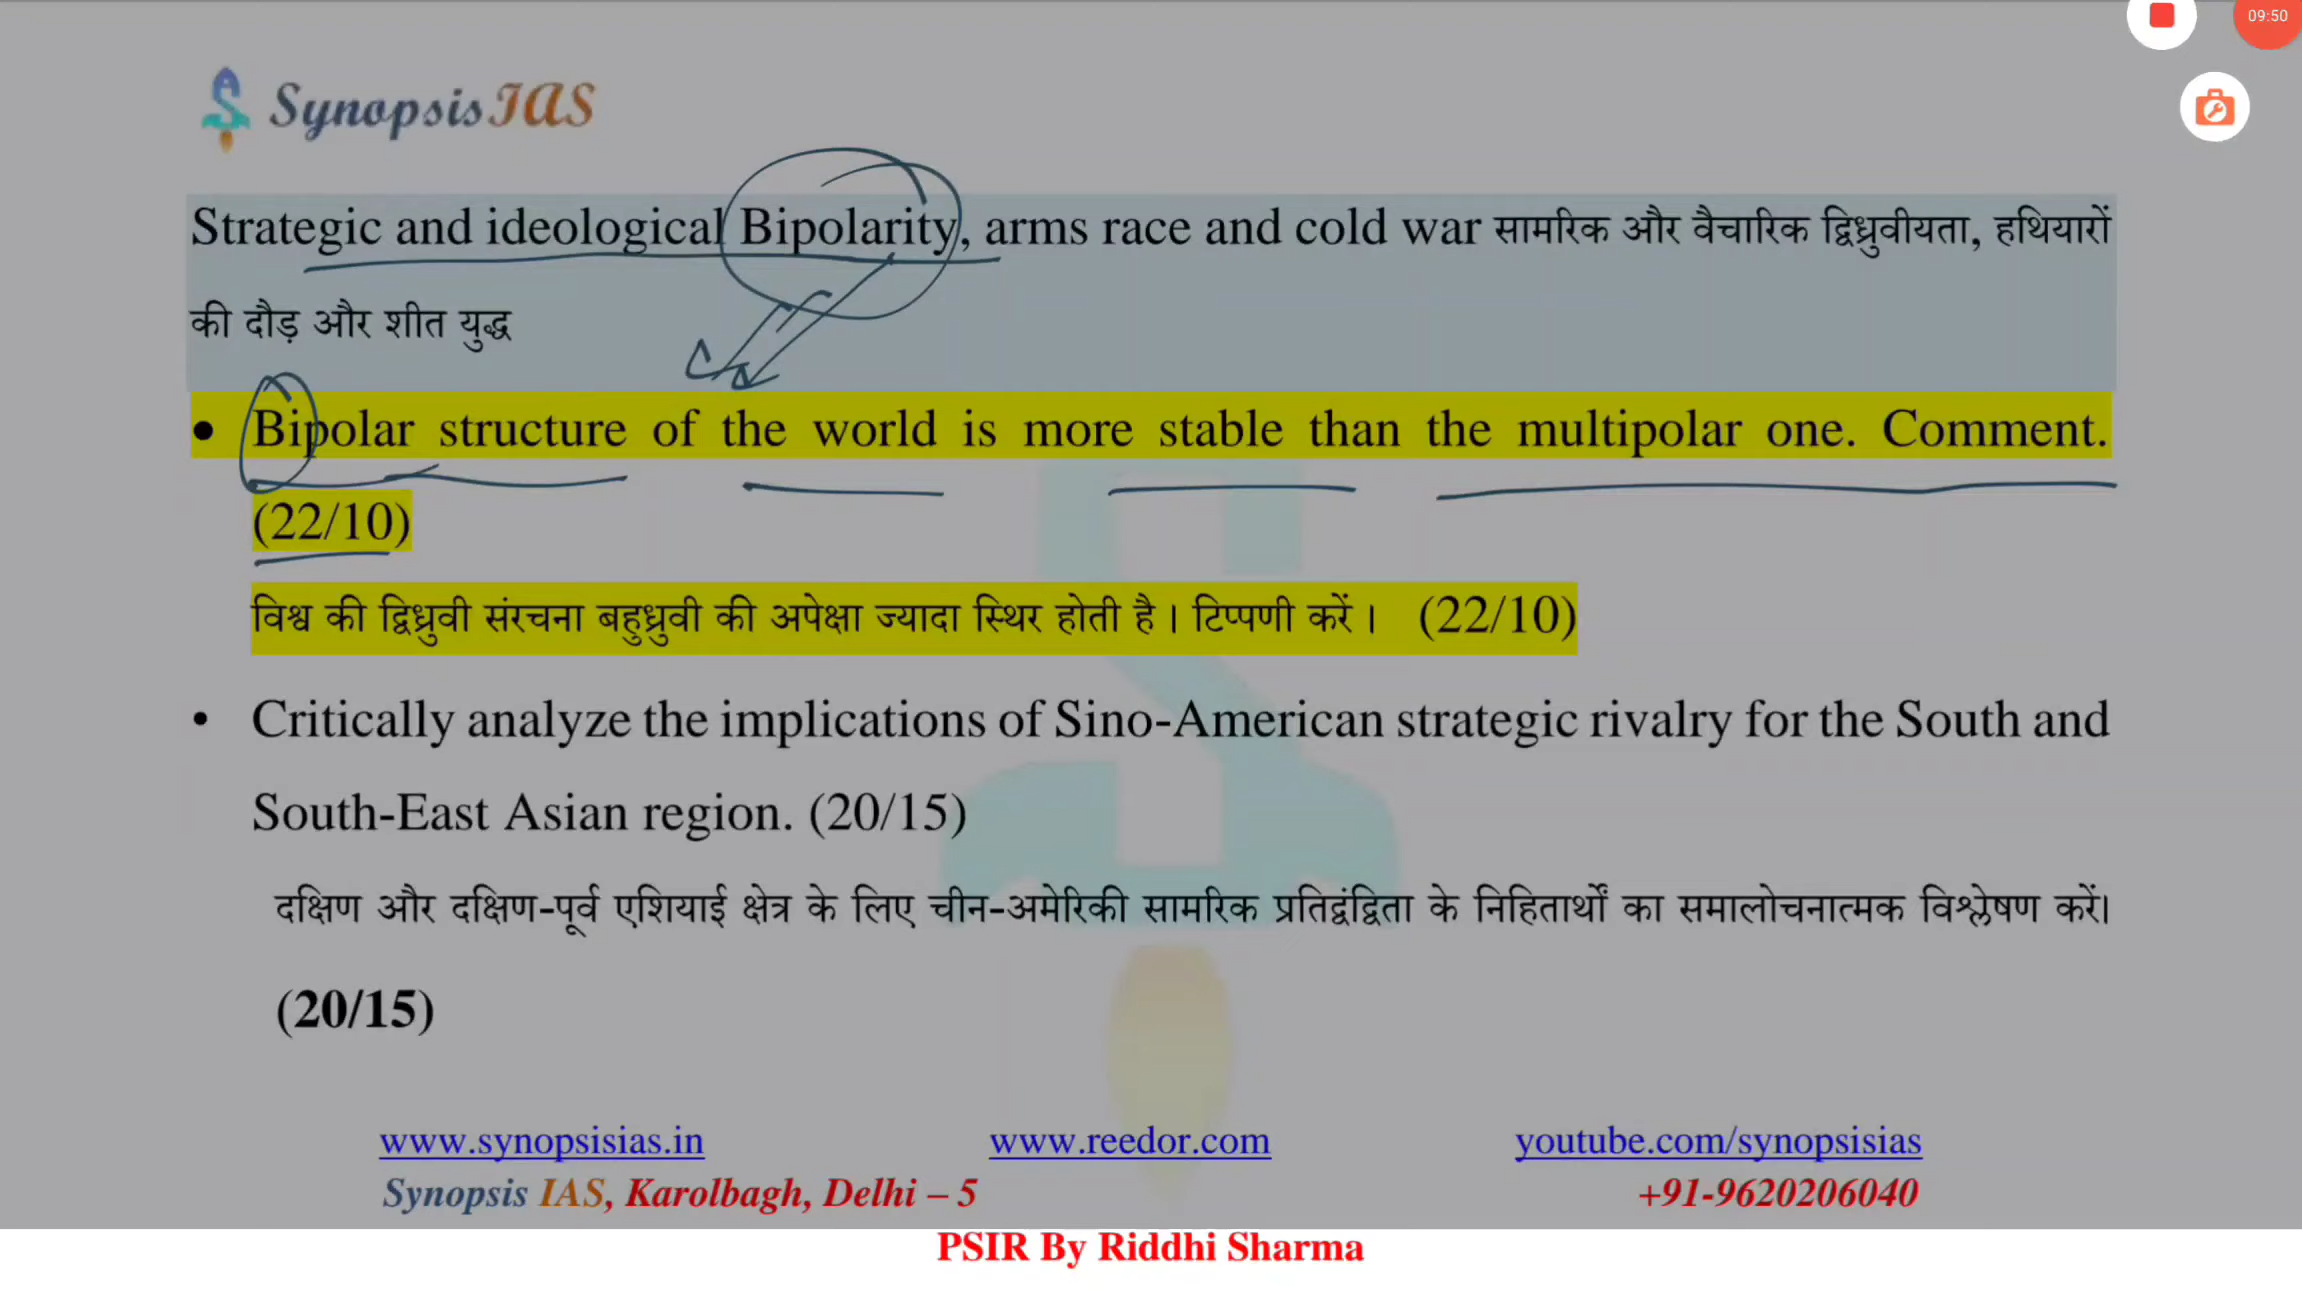 09:50
Synopsis IAS
Strategic and ideological Bipolarity, arms race and cold war सामरिक और वैचारिक द्विध्रुवीयता, हथियारों
की दौड़ और शीत युद्ध
• Bipolar structure of the world is more stable than the multipolar one. Comment.
(22/10)
विश्व की द्विध्रुवी संरचना बहुध्रुवी की अपेक्षा ज्यादा स्थिर होती है। टिप्पणी करें। (22/10)
• Critically analyze the implications of Sino-American strategic rivalry for the South and
South-East Asian region. (20/15)
दक्षिण और दक्षिण-पूर्व एशियाई क्षेत्र के लिए चीन-अमेरिकी सामरिक प्रतिद्वंद्विता के निहितार्थों का समालोचनात्मक विश्लेषण करें।
(20/15)
www.synopsisias.in www.reedor.com youtube.com/synopsisias
Synopsis IAS, Karolbagh, Delhi – 5 +91-9620206040
PSIR By Riddhi Sharma